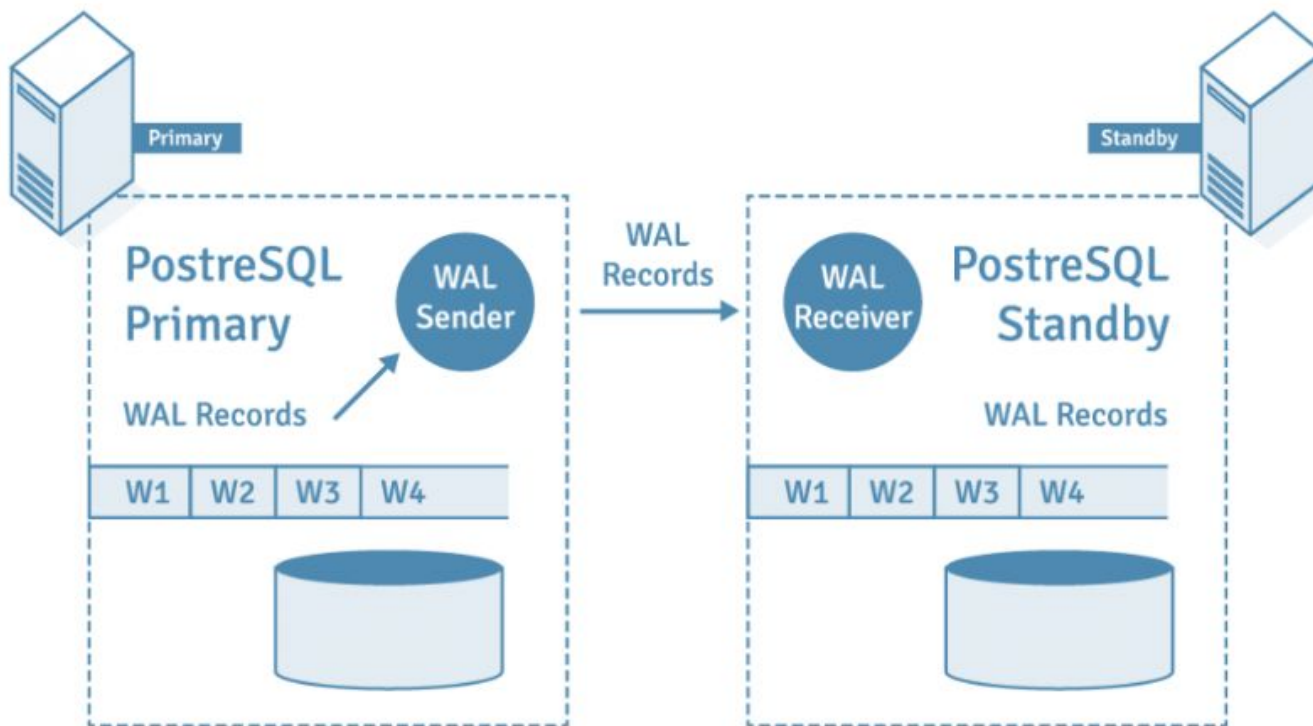 Primary
Standby
PostreSQL
Primary
WAL
Sender
WAL Records
W1 W2 W3 W4
WAL
Records
WAL
Receiver
PostreSQL
Standby
WAL Records
W1 W2 W3 W4